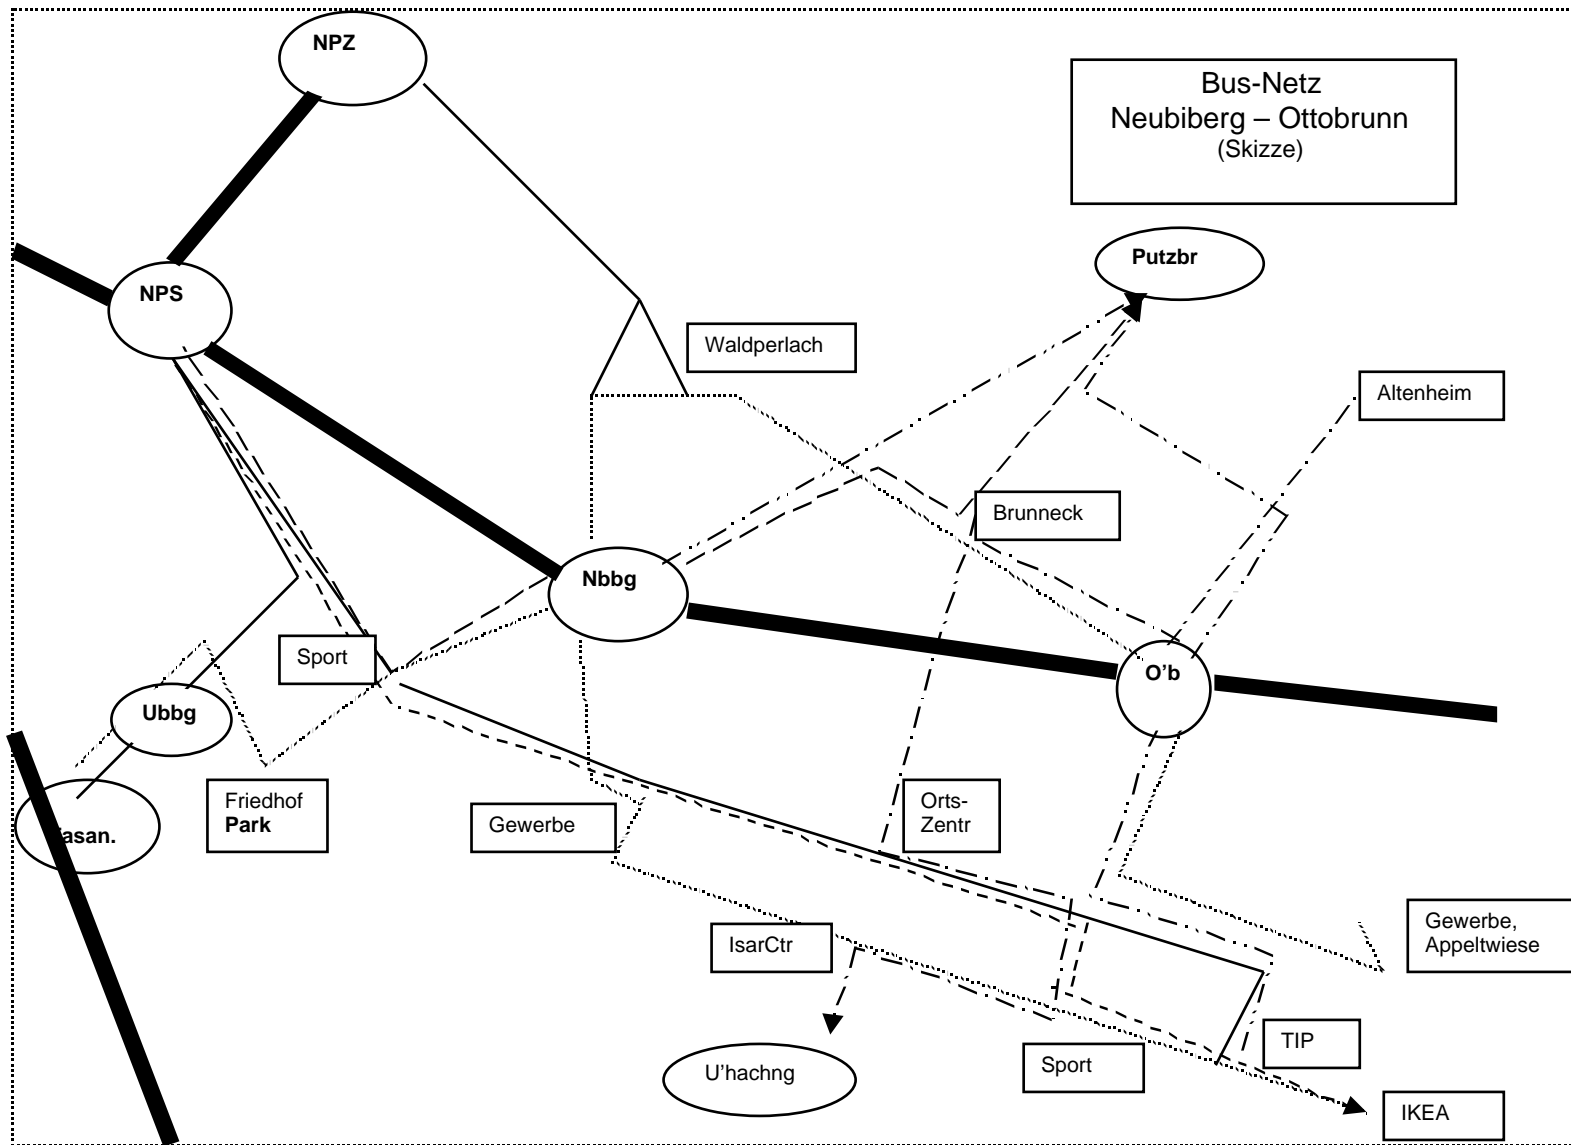 NPZ
Bus-Netz
Neubiberg – Ottobrunn
(Skizze)
Putzbr
NPS
Waldperlach
Altenheim
Brunneck
Nbbg
Sport
O'b
Ubbg
Friedhof
Park
asan.
Gewerbe
Orts-
Zentr
IsarCtr
Gewerbe,
Appeltwiese
TIP
Sport
U'hachng
IKEA